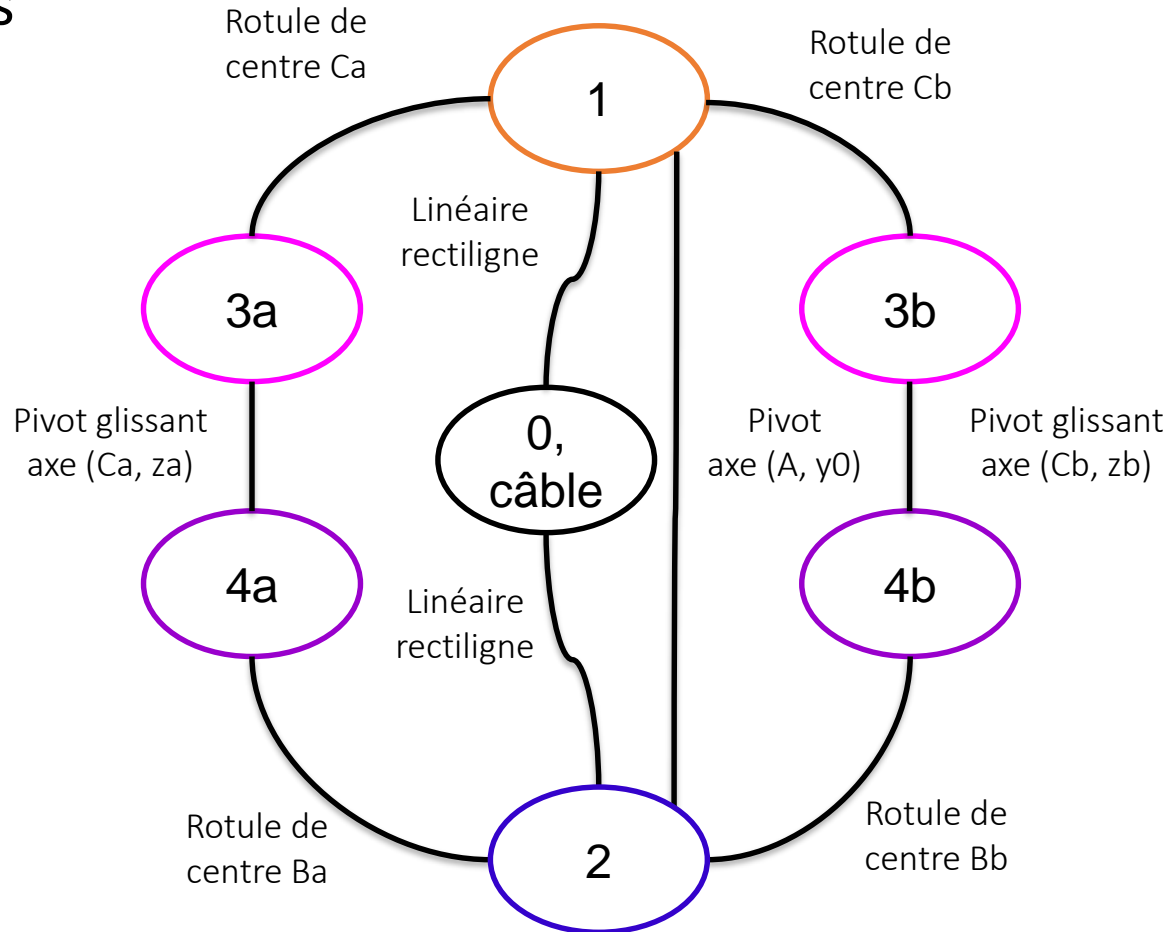 s
Rotule de
centre Ca
1
Rotule de
centre Cb
Linéaire
rectiligne
3a
3b
Pivot glissant
axe (Ca, za)
0,
câble
Pivot
axe (A, y0)
Pivot glissant
axe (Cb, zb)
4a
4b
Linéaire
rectiligne
Rotule de
centre Ba
2
Rotule de
centre Bb